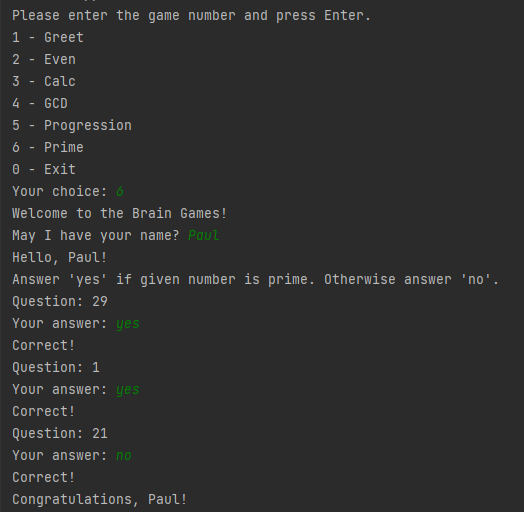 Please enter the game number and press Enter.
1 - Greet
2 - Even
3 - Calc
4 - GCD
5 - Progression
6 - Prime
0 - Exit
Your choice: 6
Welcome to the Brain Games!
May I have your name? Paul
Hello, Paul!
Answer 'yes' if given number is prime. Otherwise answer 'no'.
Question: 29
Your answer: yes
Correct!
Question: 1
Your answer: yes
Correct!
Question: 21
Your answer: no
Correct!
Congratulations, Paul!